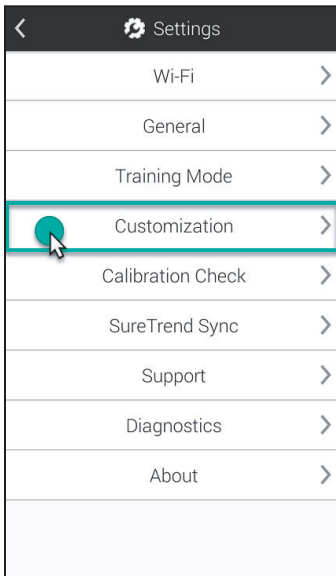 Settings
Wi-Fi
General
Training Mode
Customization
Calibration Check
SureTrend Sync
Support
Diagnostics
About